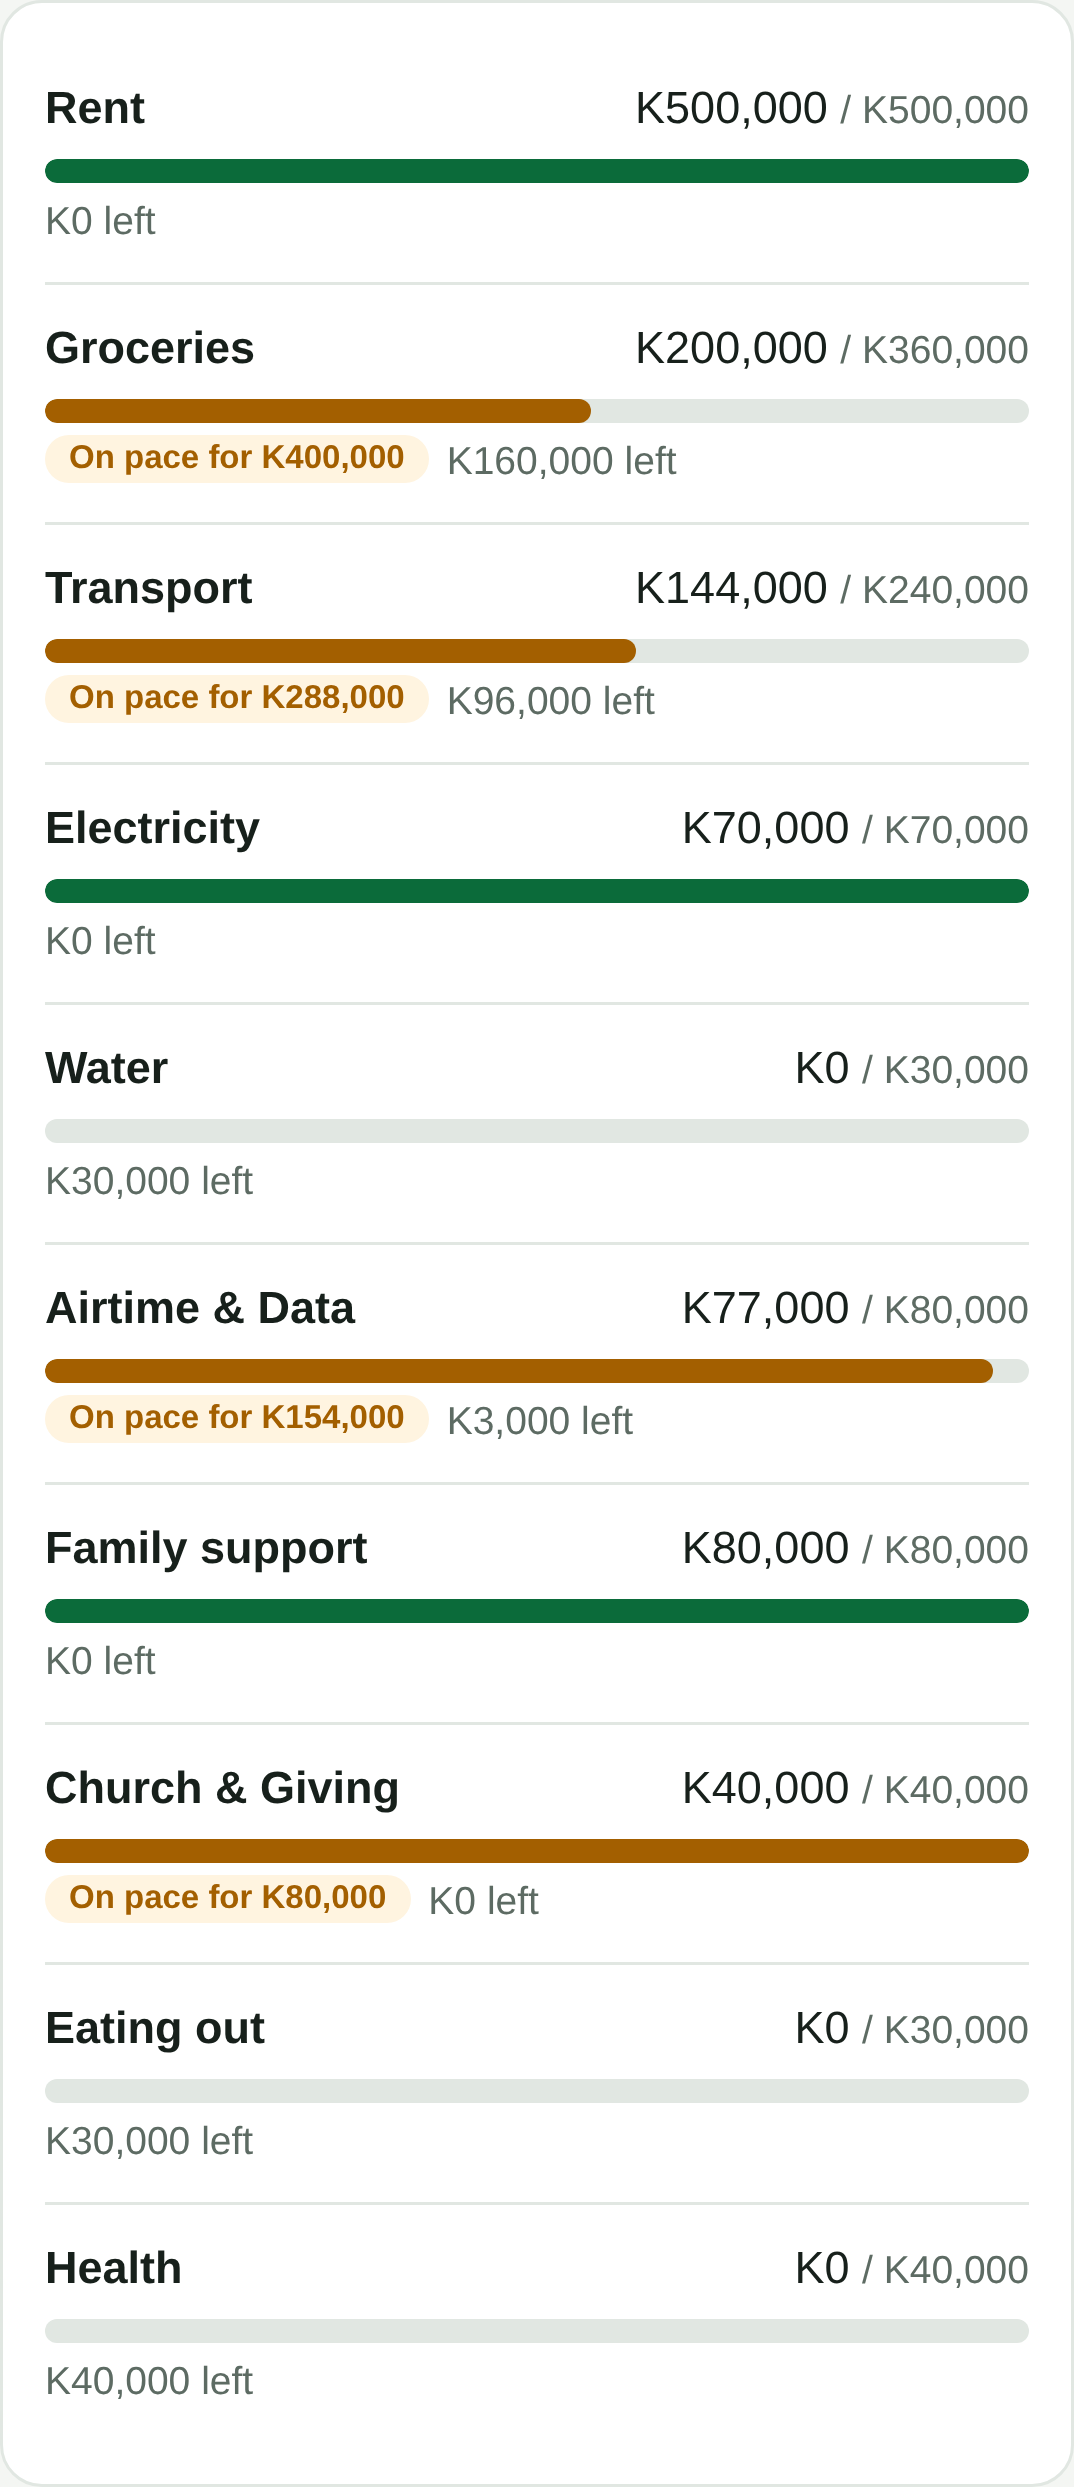 Rent K500,000 / K500,000
K0 left
Groceries K200,000 / K360,000
On pace for K400,000 K160,000 left
Transport K144,000 / K240,000
On pace for K288,000 K96,000 left
Electricity K70,000 / K70,000
K0 left
Water K0 / K30,000
K30,000 left
Airtime & Data K77,000 / K80,000
On pace for K154,000 K3,000 left
Family support K80,000 / K80,000
K0 left
Church & Giving K40,000 / K40,000
On pace for K80,000 K0 left
Eating out K0 / K30,000
K30,000 left
Health K0 / K40,000
K40,000 left